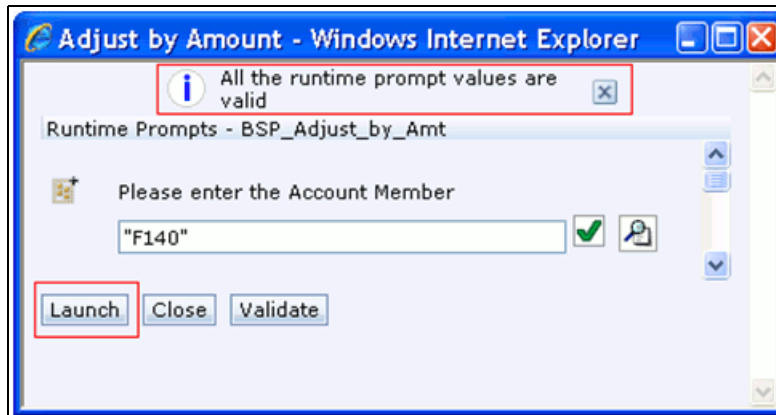 Adjust by Amount - Windows Internet Explorer
All the runtime prompt values are
valid
Runtime Prompts - BSP_Adjust_by_Amt
Please enter the Account Member
"F140"
Launch Close Validate